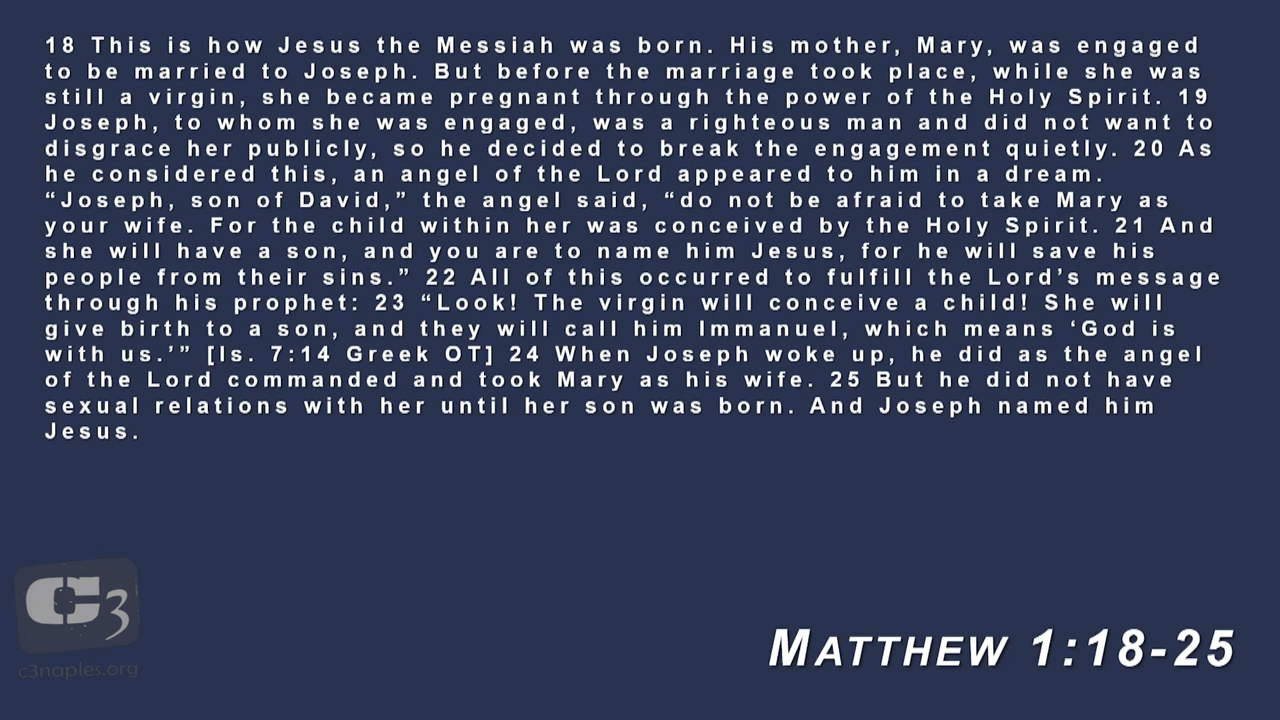 18 This is how Jesus the Messiah was born. His mother, Mary, was engaged
to be married to Joseph. But before the marriage took place, while she was
still a virgin, she became pregnant through the power of the Holy Spirit. 19
Joseph, to whom she was engaged, was a righteous man and did not want to
disgrace her publicly, so he decided to break the engagement quietly. 20 As
he considered this, an angel of the Lord appeared to him in a dream.
“Joseph, son of David,” the angel said, “do not be afraid to take Mary as
your wife. For the child within her was conceived by the Holy Spirit. 21 And
she will have a son, and you are to name him Jesus, for he will save his
people from their sins.” 22 All of this occurred to fulfill the Lord’s message
through his prophet: 23 “Look! The virgin will conceive a child! She will
give birth to a son, and they will call him Immanuel, which means ‘God is
with us.’” [Is. 7:14 Greek OT] 24 When Joseph woke up, he did as the angel
of the Lord commanded and took Mary as his wife. 25 But he did not have
sexual relations with her until her son was born. And Joseph named him
Jesus.
C3
c3naples.org
MATTHEW 1:18-25